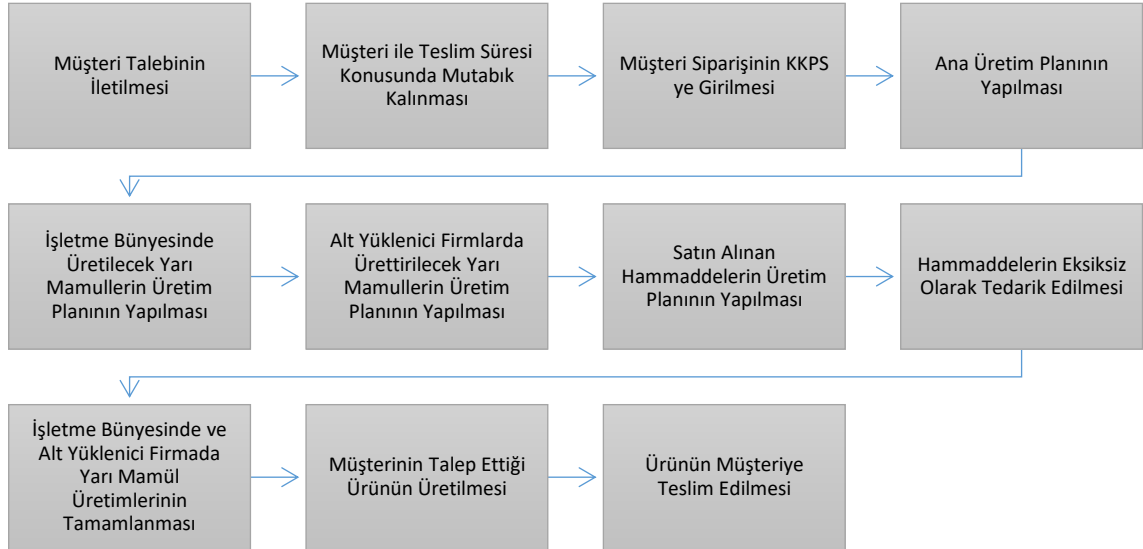 Müşteri Talebinin
İletilmesi
Müşteri ile Teslim Süresi
Konusunda Mutabık
Kalınması
Müşteri Siparişinin KKPS
ye Girilmesi
Ana Üretim Planının
Yapılması
İşletme Bünyesinde
Üretilecek Yarı
Mamullerin Üretim
Planının Yapılması
Alt Yüklenici Firmlarda
Ürettirilecek Yarı
Mamullerin Üretim
Planının Yapılması
Satın Alınan
Hammaddelerin Üretim
Planının Yapılması
Hammaddelerin Eksiksiz
Olarak Tedarik Edilmesi
İşletme Bünyesinde ve
Alt Yüklenici Firmada
Yarı Mamül
Üretimlerinin
Tamamlanması
Müşterinin Talep Ettiği
Ürünün Üretilmesi
Ürünün Müşteriye
Teslim Edilmesi